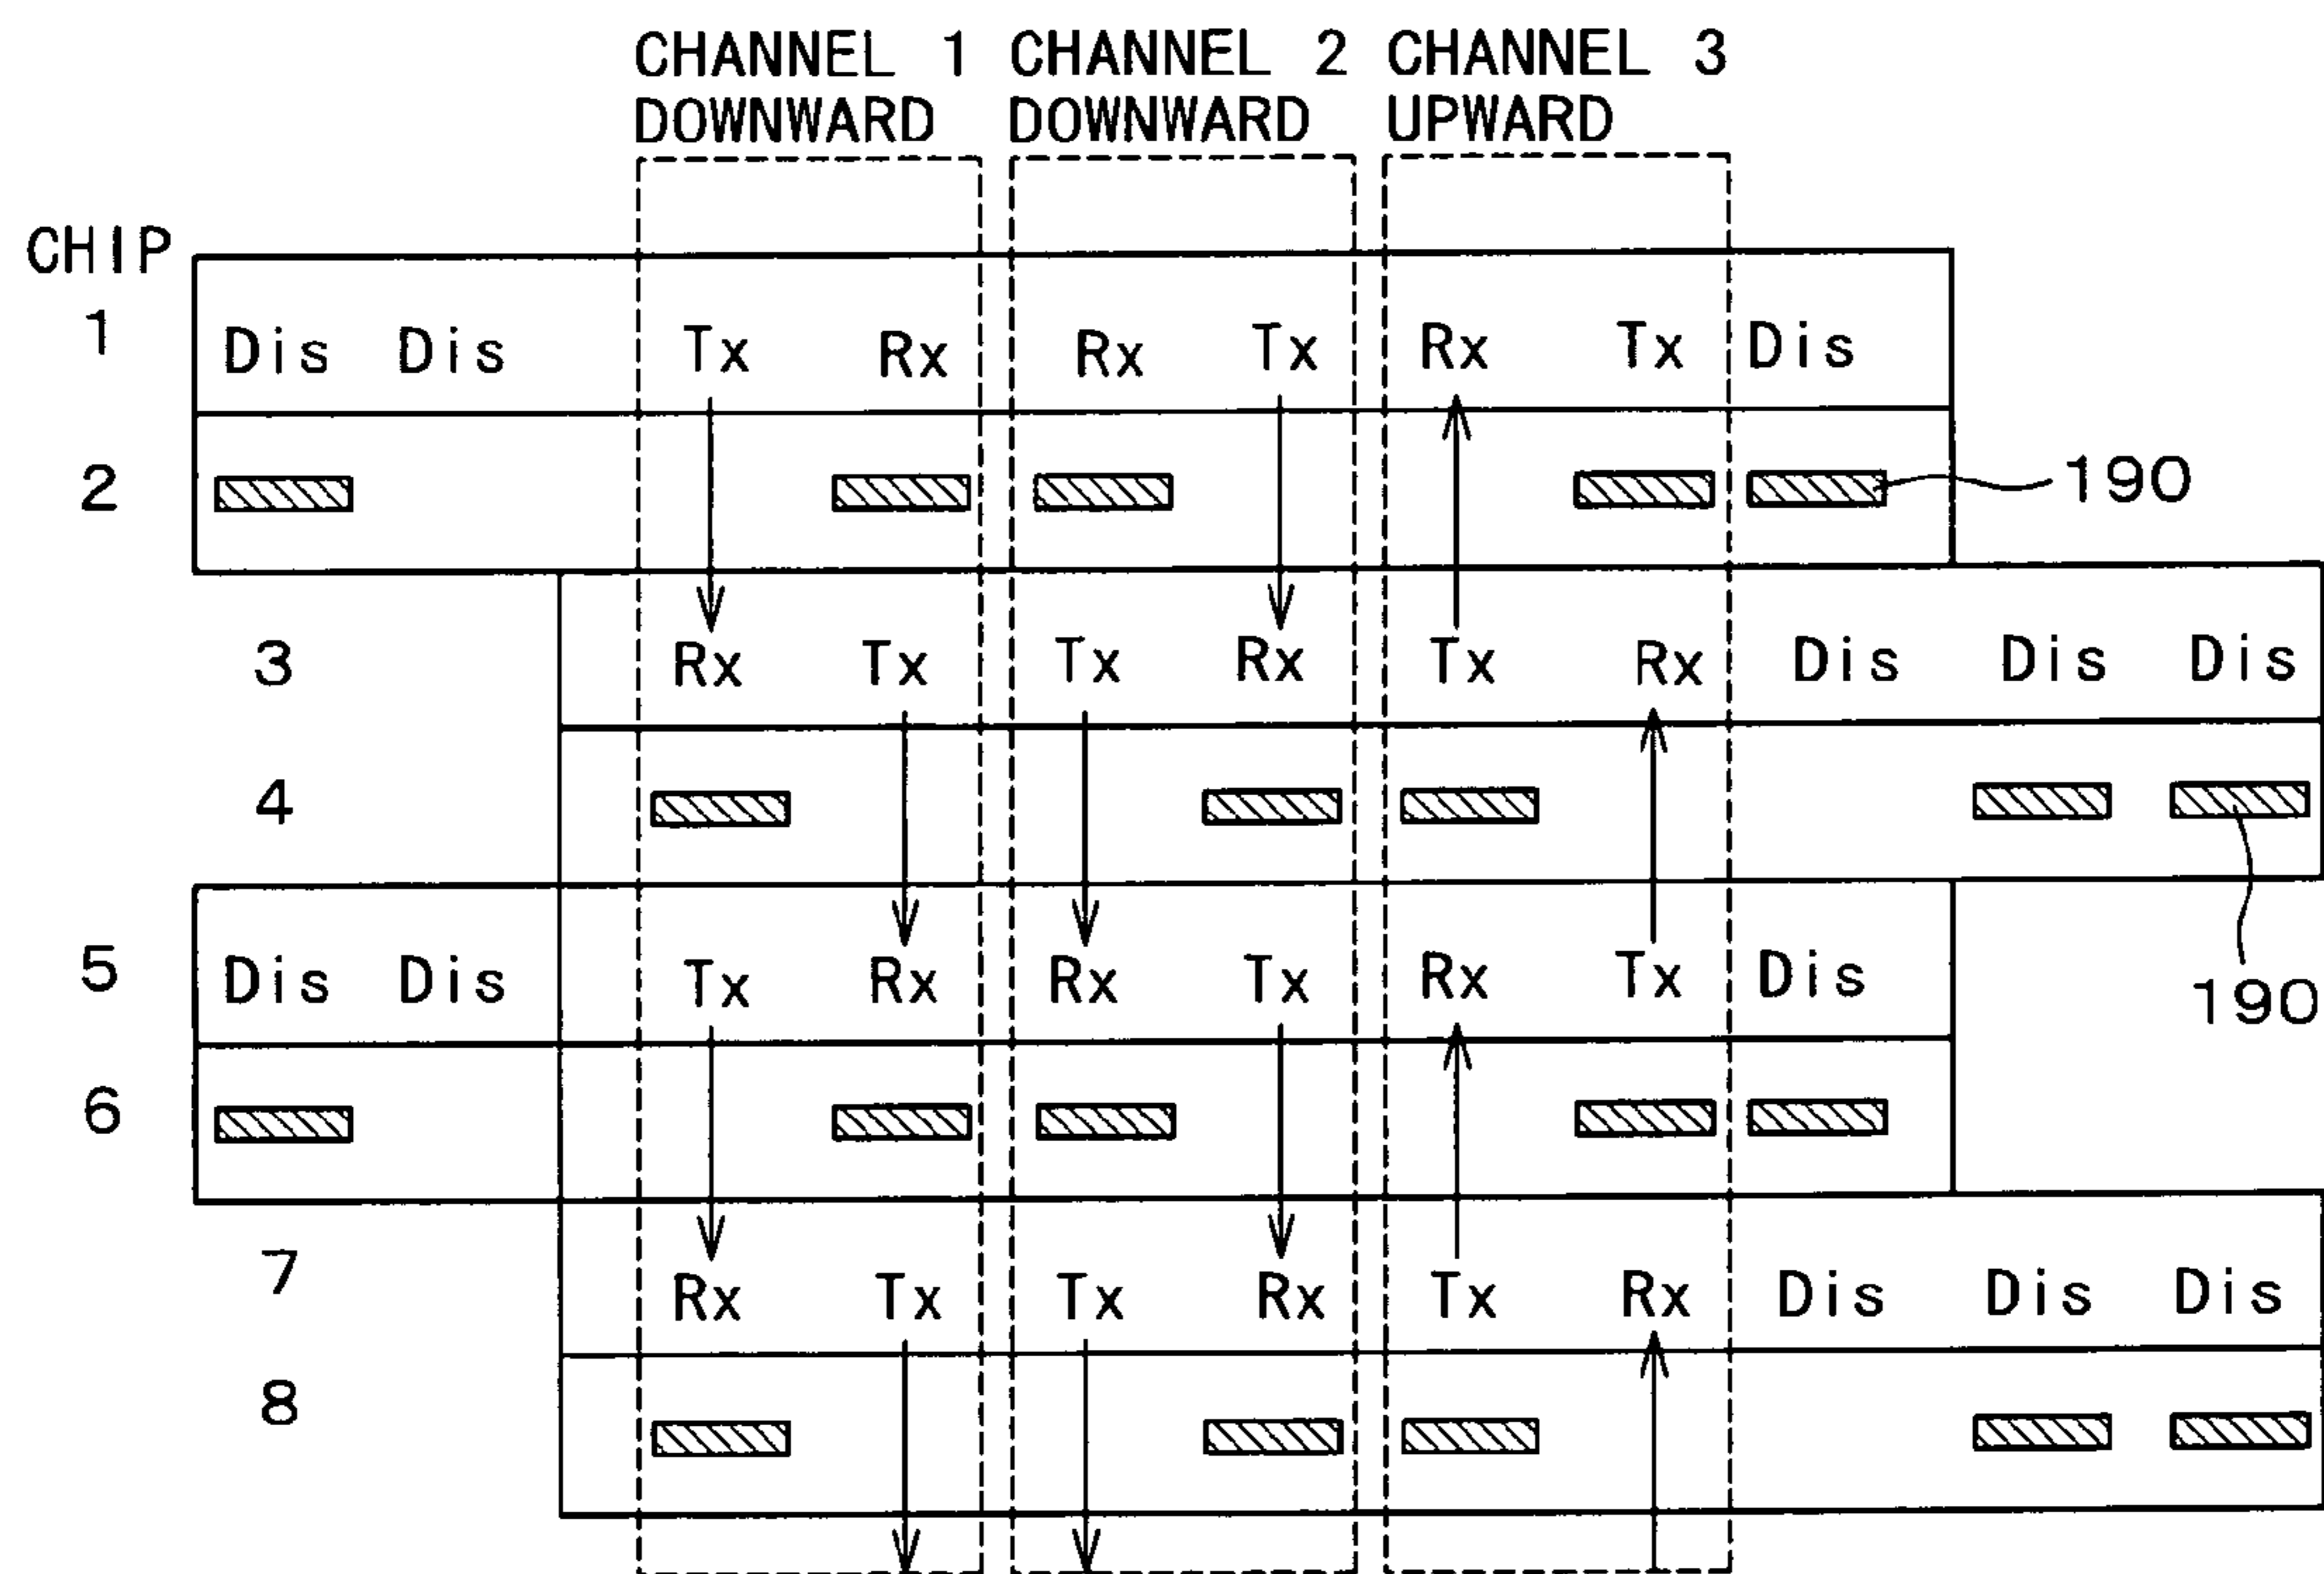 CHANNEL 1 CHANNEL 2 CHANNEL 3
DOWNWARD DOWNWARD UPWARD
CHIP
1 Dis Dis Tx Rx Rx Tx Rx Tx Dis
2 190
3 Rx Tx Tx Rx Tx Rx Dis Dis Dis
4
5 Dis Dis Tx Rx Rx Tx Rx Tx Dis
190
6
7 Rx Tx Tx Rx Tx Rx Dis Dis Dis
8